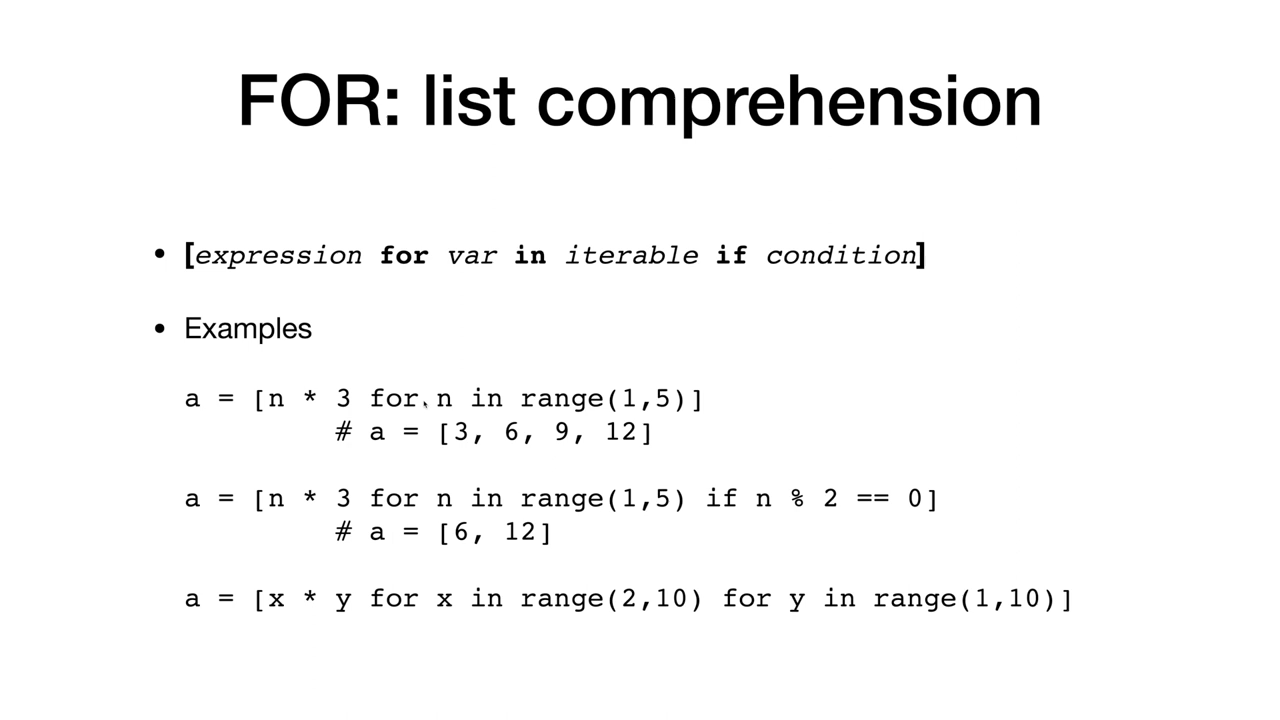 FOR: list comprehension
• [expression for var in iterable if condition]
• Examples
a = [n * 3 for n in range(1,5)]
# a = [3, 6, 9, 12]
a = [n * 3 for n in range(1,5) if n % 2 == 0]
# a = [6, 12]
a = [x * y for x in range(2,10) for y in range(1,10)]